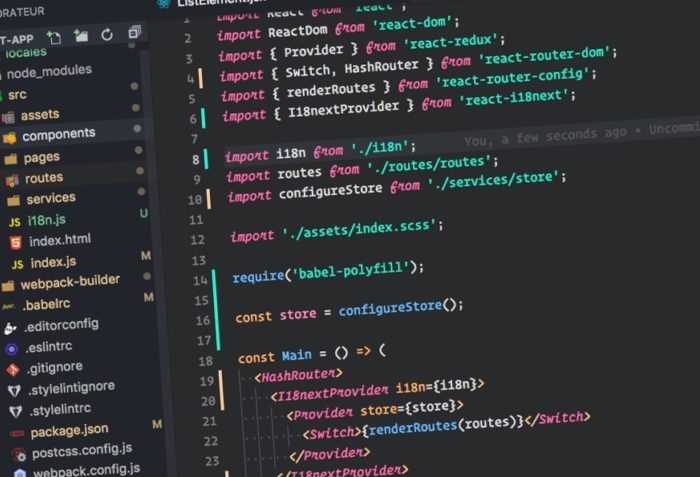 ORATEUR
T-APP
locales
node_modules
src
assets
components
pages
routes
services
JS i18n.js U
index.html
JS index.js M
webpack-builder
.babelrc M
.editorconfig
.eslintrc
.gitignore
.stylelintignore
.stylelintrc
package.json M
postcss.config.js
webpack.config.js
1 import React from 'react';
2 import ReactDom from 'react-dom';
3 import { Provider } from 'react-redux';
4 import { Switch, HashRouter } from 'react-router-dom';
5 import { renderRoutes } from 'react-router-config';
6 import { I18nextProvider } from 'react-i18next';
7
8 import i18n from './i18n'; You, a few seconds ago • Uncommi
9 import routes from './routes/routes';
10 import configureStore from './services/store';
11
12 import './assets/index.scss';
13
14 require('babel-polyfill');
15
16 const store = configureStore();
17
18 const Main = () => (
19 <HashRouter>
20 <I18nextProvider i18n={i18n}>
21 <Provider store={store}>
22 <Switch>{renderRoutes(routes)}</Switch>
23 </Provider>
</I18nextProvider>